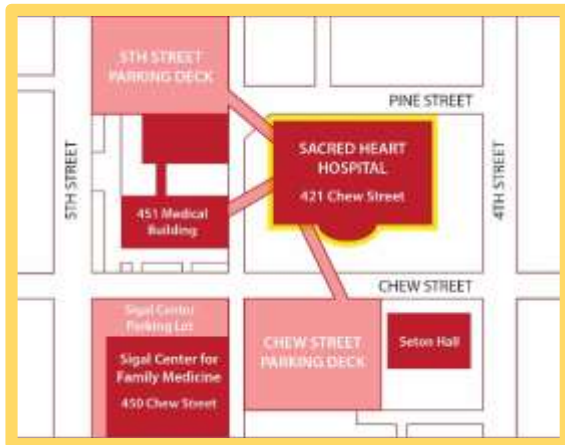 5TH STREET
PARKING DECK
PINE STREET
SACRED HEART
HOSPITAL
421 Chew Street
5TH STREET
4TH STREET
451 Medical
Building
CHEW STREET
Sigal Center
Parking Lot
CHEW STREET
PARKING DECK
Seton Hall
Sigal Center for
Family Medicine
450 Chew Street